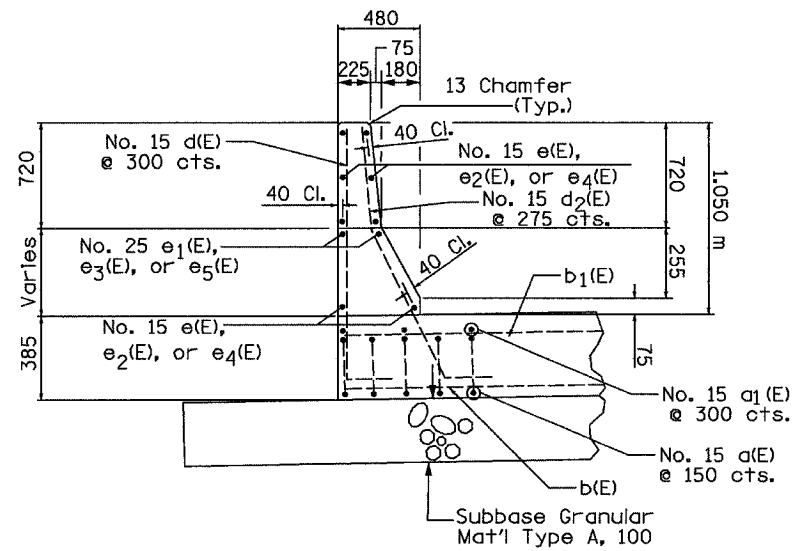 480
75
225
180
13 Chamfer
(Typ.)
No. 15 d(E)
@ 300 cts.
40 Cl.
No. 15 e(E),
e2(E), or e4(E)
720
40 Cl.
No. 15 d2(E)
@ 275 cts.
720
1.050 m
No. 25 e1(E),
e3(E), or e5(E)
Varies
40 Cl.
b1(E)
255
No. 15 e(E),
e2(E), or e4(E)
385
75
No. 15 a1(E)
@ 300 cts.
No. 15 a(E)
@ 150 cts.
b(E)
Subbase Granular
Mat'l Type A, 100